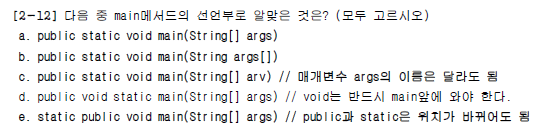 [2-12] 다음 중 main메서드의 선언부로 알맞은 것은? (모두 고르시오)
a. public static void main(String[] args)
b. public static void main(String args[])
c. public static void main(String[] arv) // 매개변수 args의 이름은 달라도 됨
d. public void static main(String[] args) // void는 반드시 main앞에 와야 한다.
e. static public void main(String[] args) // public과 static은 위치가 바뀌어도 됨